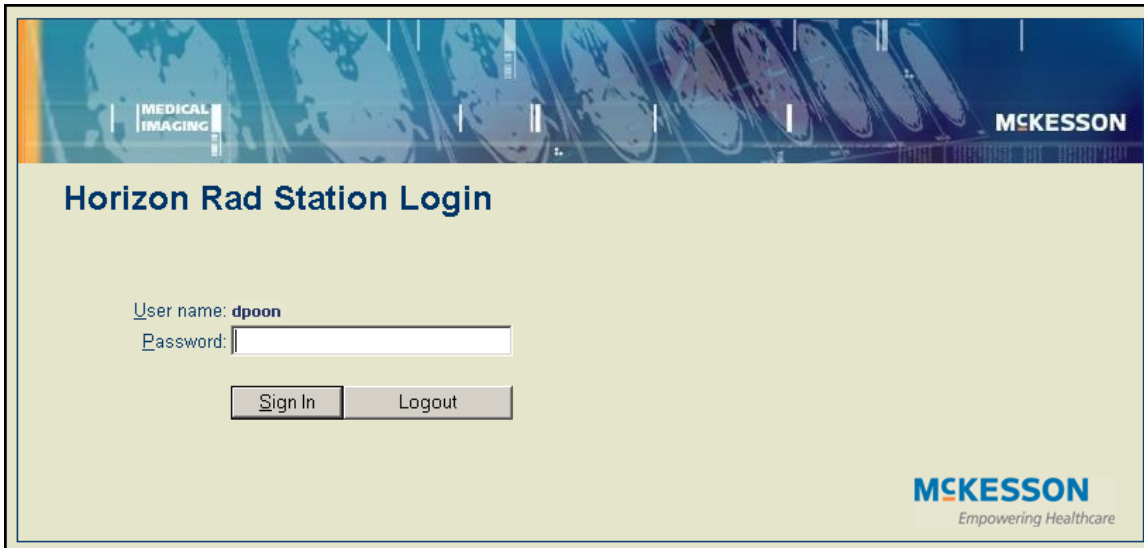 MEDICAL
IMAGING
MCKESSON
Horizon Rad Station Login
User name: dpoon
Password:
Sign In
Logout
MCKESSON
Empowering Healthcare